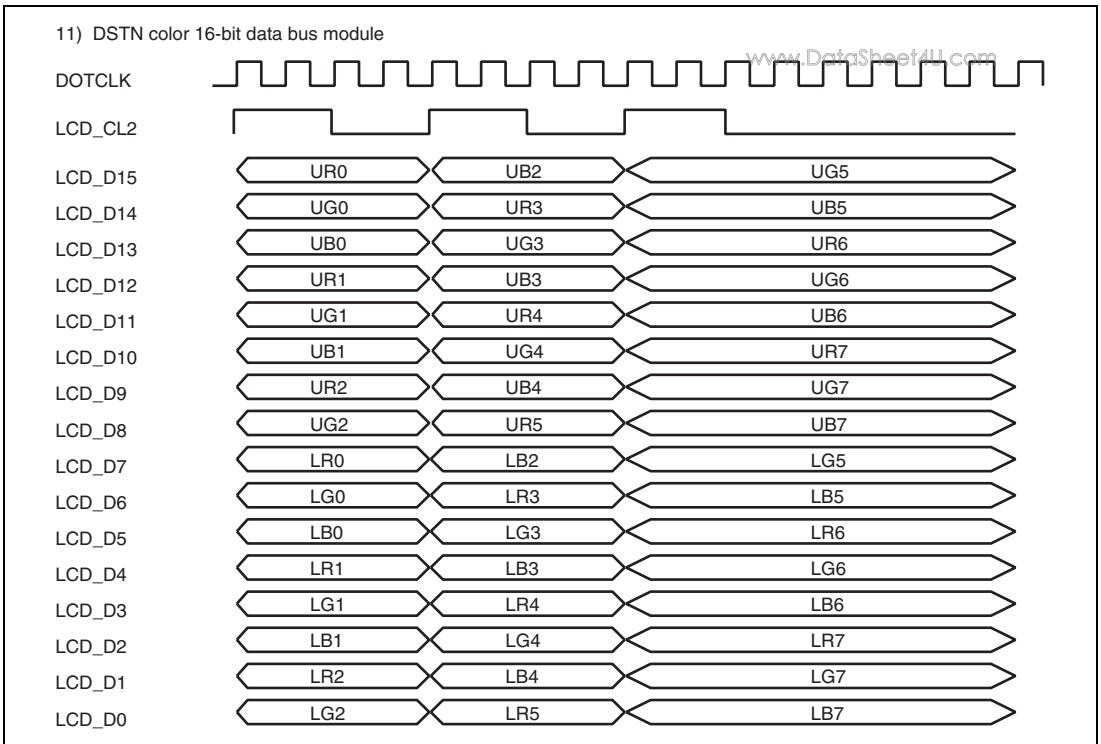 11) DSTN color 16-bit data bus module
www.DataSheet4U.com
DOTCLK
LCD_CL2
LCD_D15 UR0 UB2 UG5
LCD_D14 UG0 UR3 UB5
LCD_D13 UB0 UG3 UR6
LCD_D12 UR1 UB3 UG6
LCD_D11 UG1 UR4 UB6
LCD_D10 UB1 UG4 UR7
LCD_D9 UR2 UB4 UG7
LCD_D8 UG2 UR5 UB7
LCD_D7 LR0 LB2 LG5
LCD_D6 LG0 LR3 LB5
LCD_D5 LB0 LG3 LR6
LCD_D4 LR1 LB3 LG6
LCD_D3 LG1 LR4 LB6
LCD_D2 LB1 LG4 LR7
LCD_D1 LR2 LB4 LG7
LCD_D0 LG2 LR5 LB7